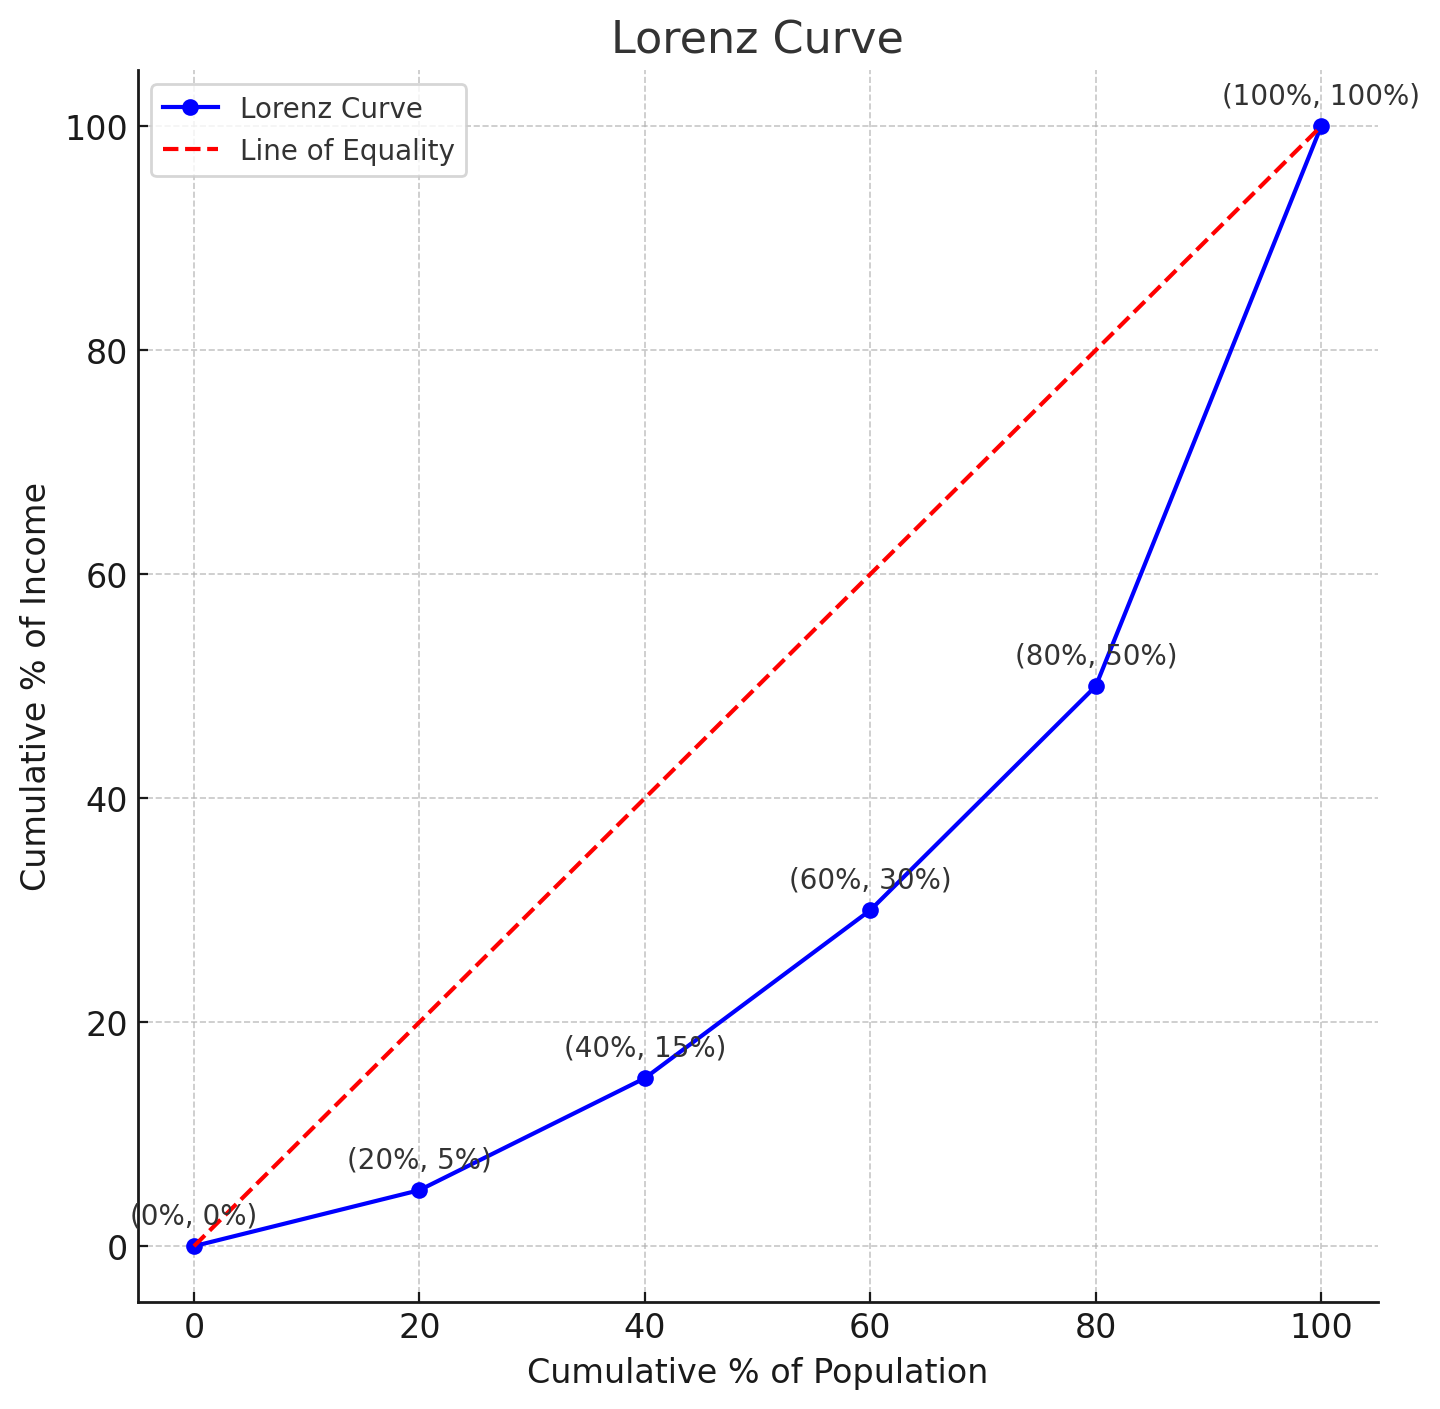 Lorenz Curve
Lorenz Curve
Line of Equality
(100%, 100%)
(80%, 50%)
(60%, 30%)
(40%, 15%)
(20%, 5%)
(0%, 0%)
100
80
60
40
20
0
Cumulative % of Income
0 20 40 60 80 100
Cumulative % of Population